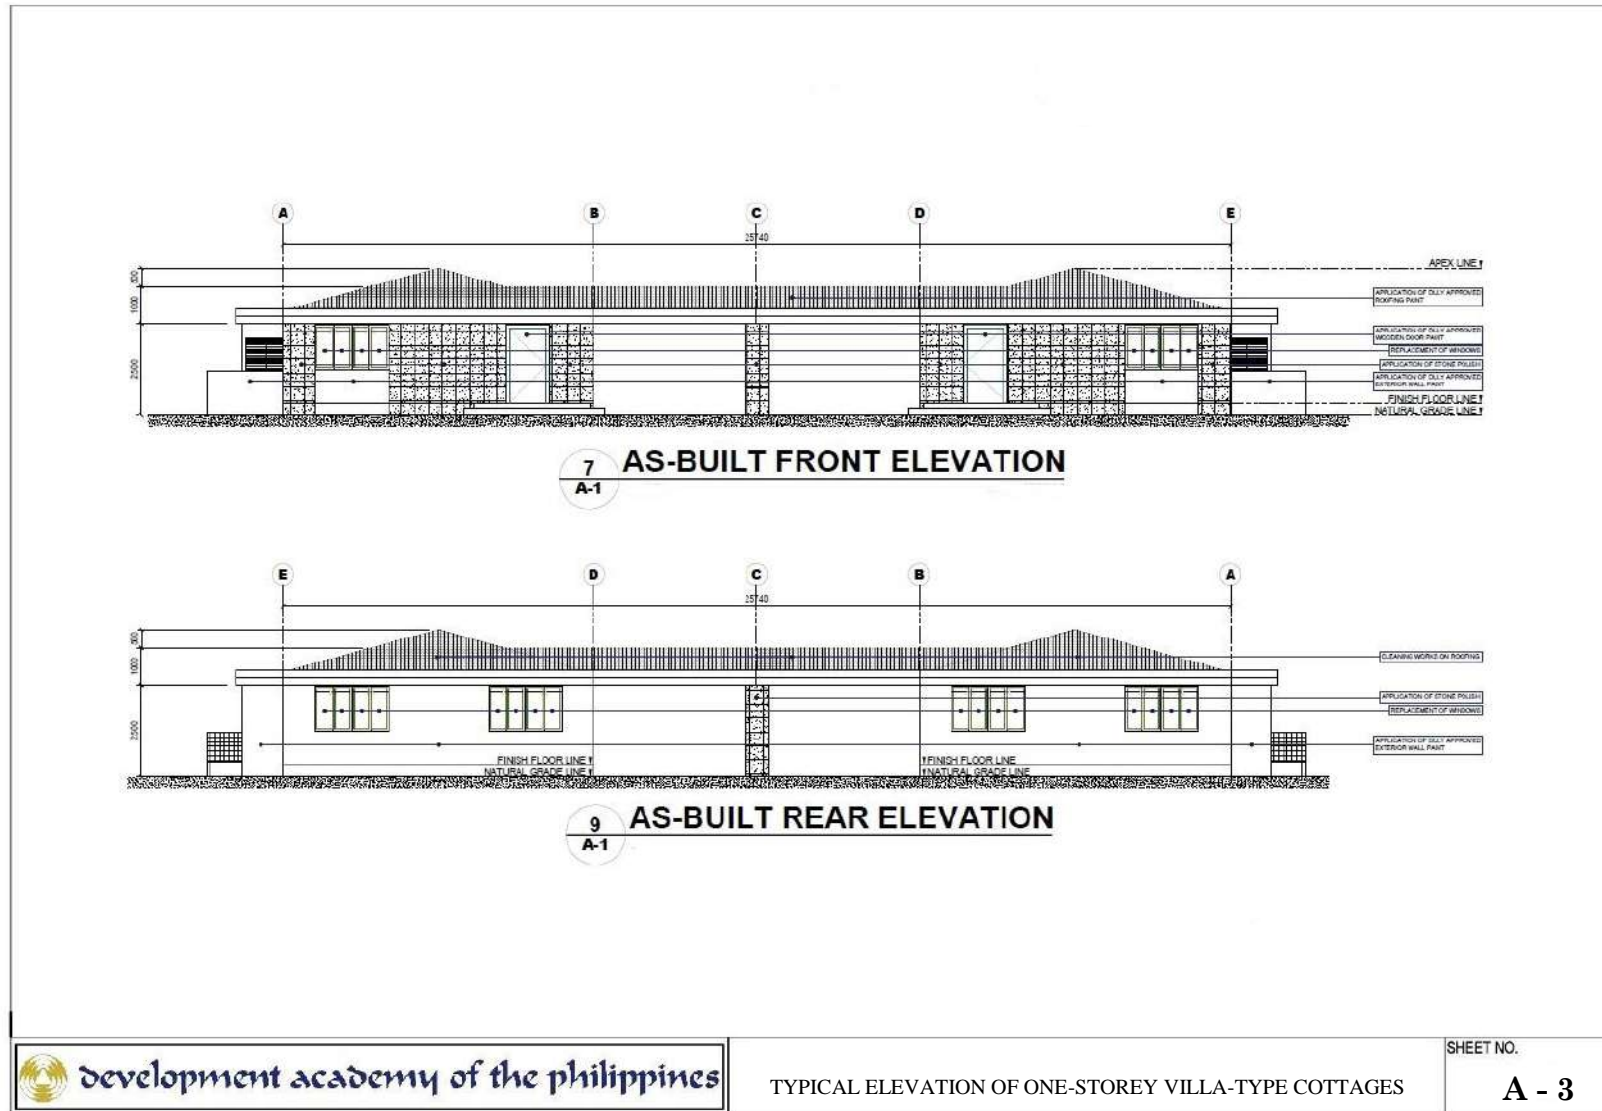 A B C D E
25740
APEX LINE
500
1000
2500
APPLICATION OF DULY APPROVED
ROOFING PAINT
APPLICATION OF DULY APPROVED
WOODEN DOOR PAINT
REPLACEMENT OF WINDOWS
APPLICATION OF STONE POLISH
APPLICATION OF DULY APPROVED
EXTERIOR WALL PAINT
FINISH FLOOR LINE
NATURAL GRADE LINE
7
A-1
AS-BUILT FRONT ELEVATION
E D C B A
25740
500
1000
2500
CLEANING WORKS ON ROOFING
APPLICATION OF STONE POLISH
REPLACEMENT OF WINDOWS
APPLICATION OF DULY APPROVED
EXTERIOR WALL PAINT
FINISH FLOOR LINE
NATURAL GRADE LINE
FINISH FLOOR LINE
NATURAL GRADE LINE
9
A-1
AS-BUILT REAR ELEVATION
development academy of the philippines
TYPICAL ELEVATION OF ONE-STOREY VILLA-TYPE COTTAGES
SHEET NO.
A - 3